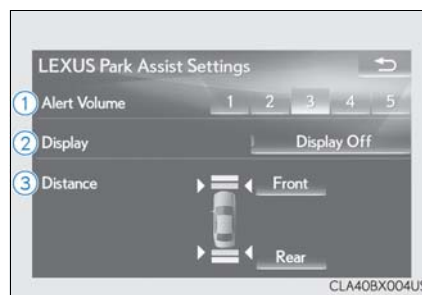 LEXUS Park Assist Settings
1 Alert Volume 1 2 3 4 5
2 Display Display Off
3 Distance Front
Rear
CLA40BX004US